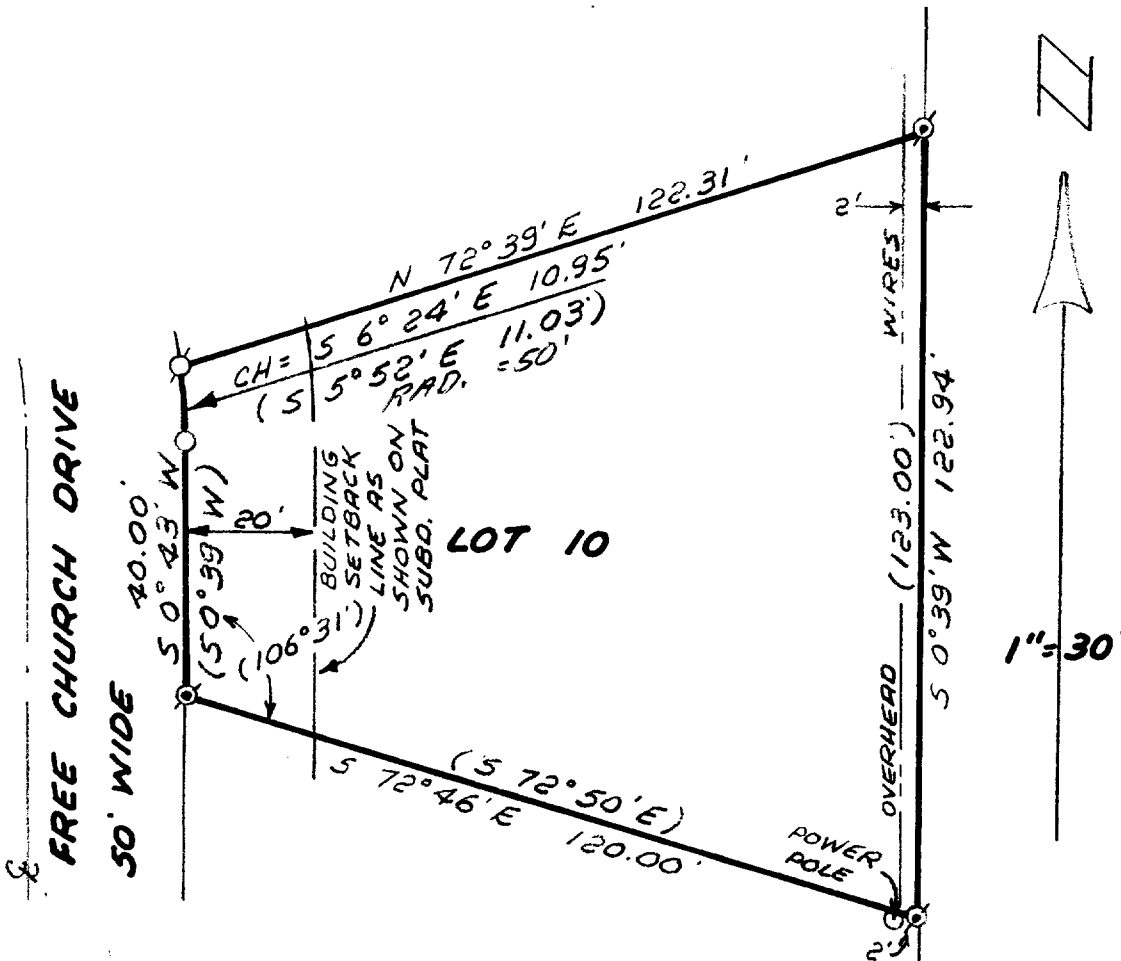 N
N 72° 39' E 122.31'
CH = S 6° 24' E 10.95'
( S 5° 52' E 11.03')
RAD. = 50'
2'
WIRES
(123.00')
OVERHEAD
S 0° 39' W 122.94'
FREE CHURCH DRIVE
50' WIDE
℄
40.00'
S 0° 43' W
(S 0° 39' W)
20'
(106° 31')
BUILDING
SETBACK
LINE AS
SHOWN ON
SUBD. PLAT
LOT 10
1" = 30'
( S 72° 50' E)
S 72° 46' E 120.00'
POWER
POLE
2'